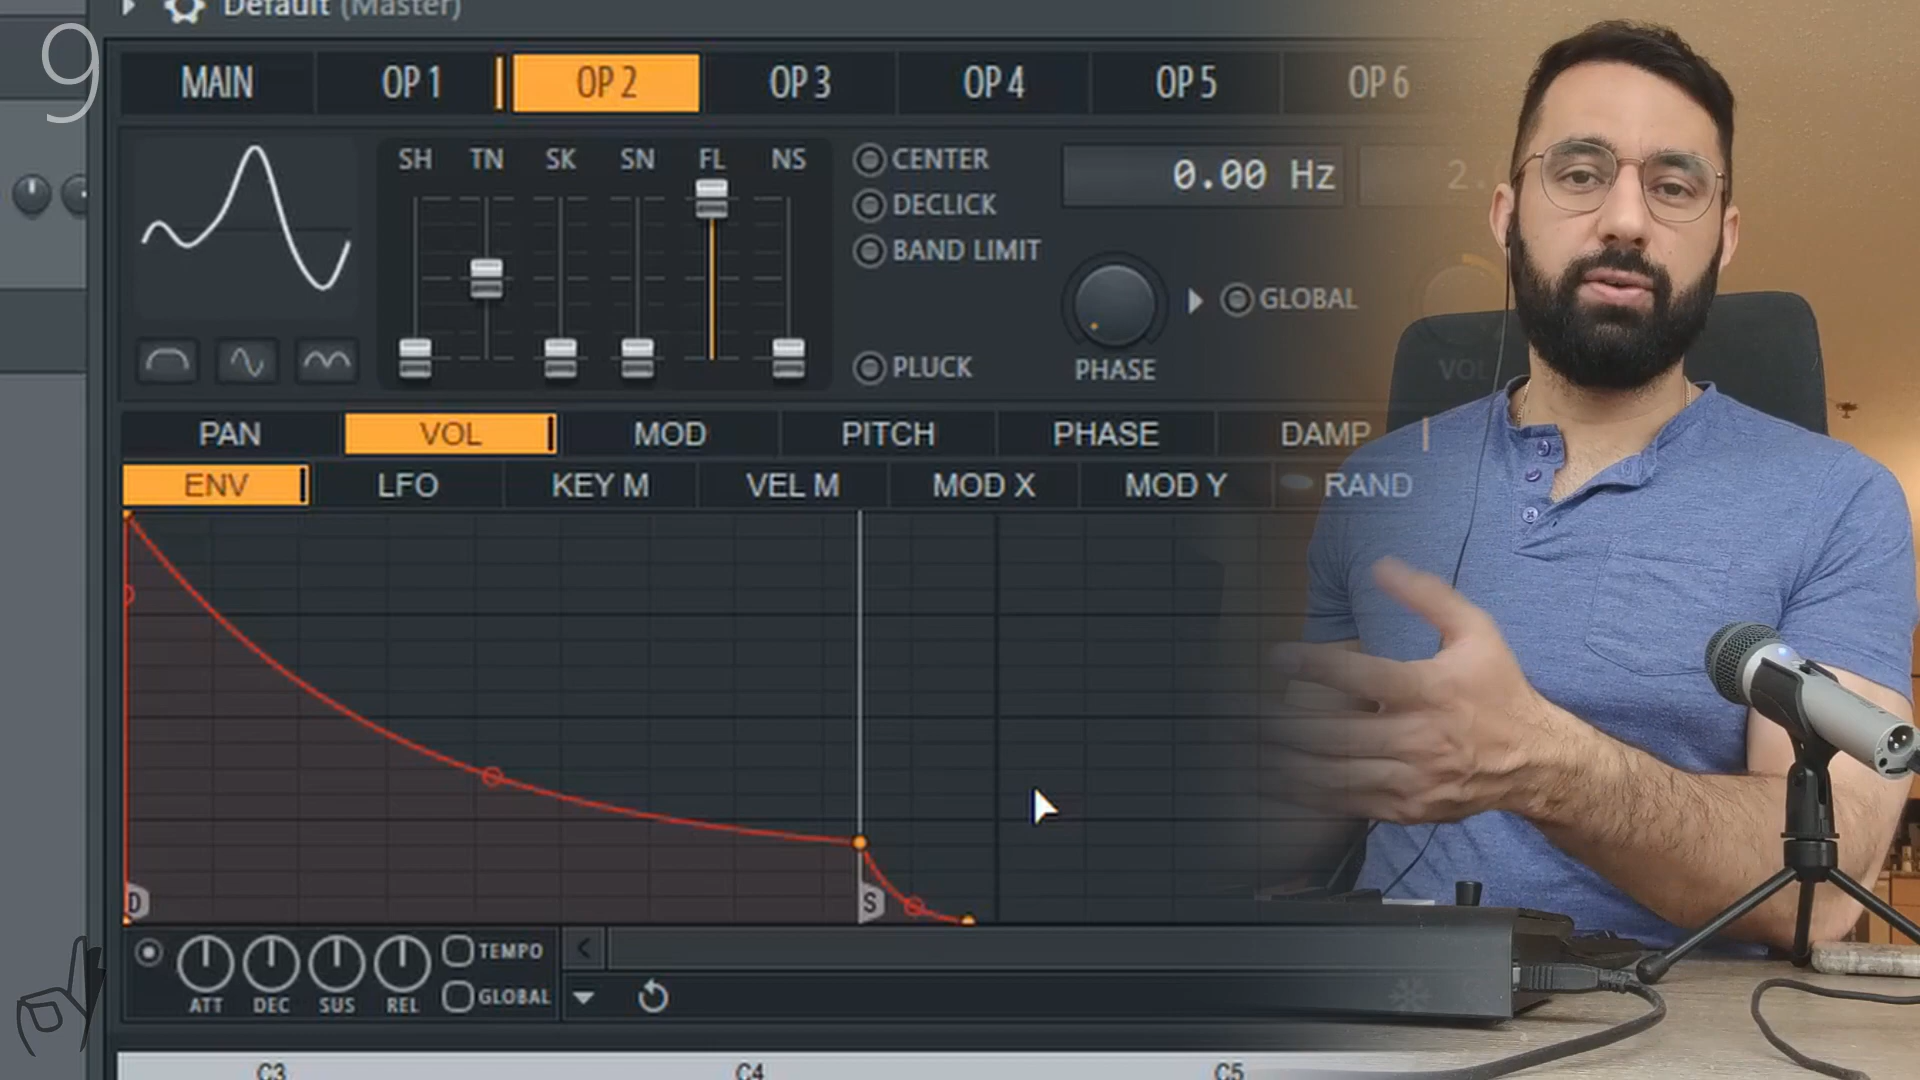 Default (Master)
9
MAIN OP 1 OP 2 OP 3 OP 4 OP 5 OP 6
SH TN SK SN FL NS
CENTER
DECLICK
BAND LIMIT
PLUCK
0.00 Hz
2.
PHASE
GLOBAL
VOL
PAN VOL MOD PITCH PHASE DAMP
ENV LFO KEY M VEL M MOD X MOD Y RAND
D
S
TEMPO
GLOBAL
ATT DEC SUS REL
C3 C4 C5